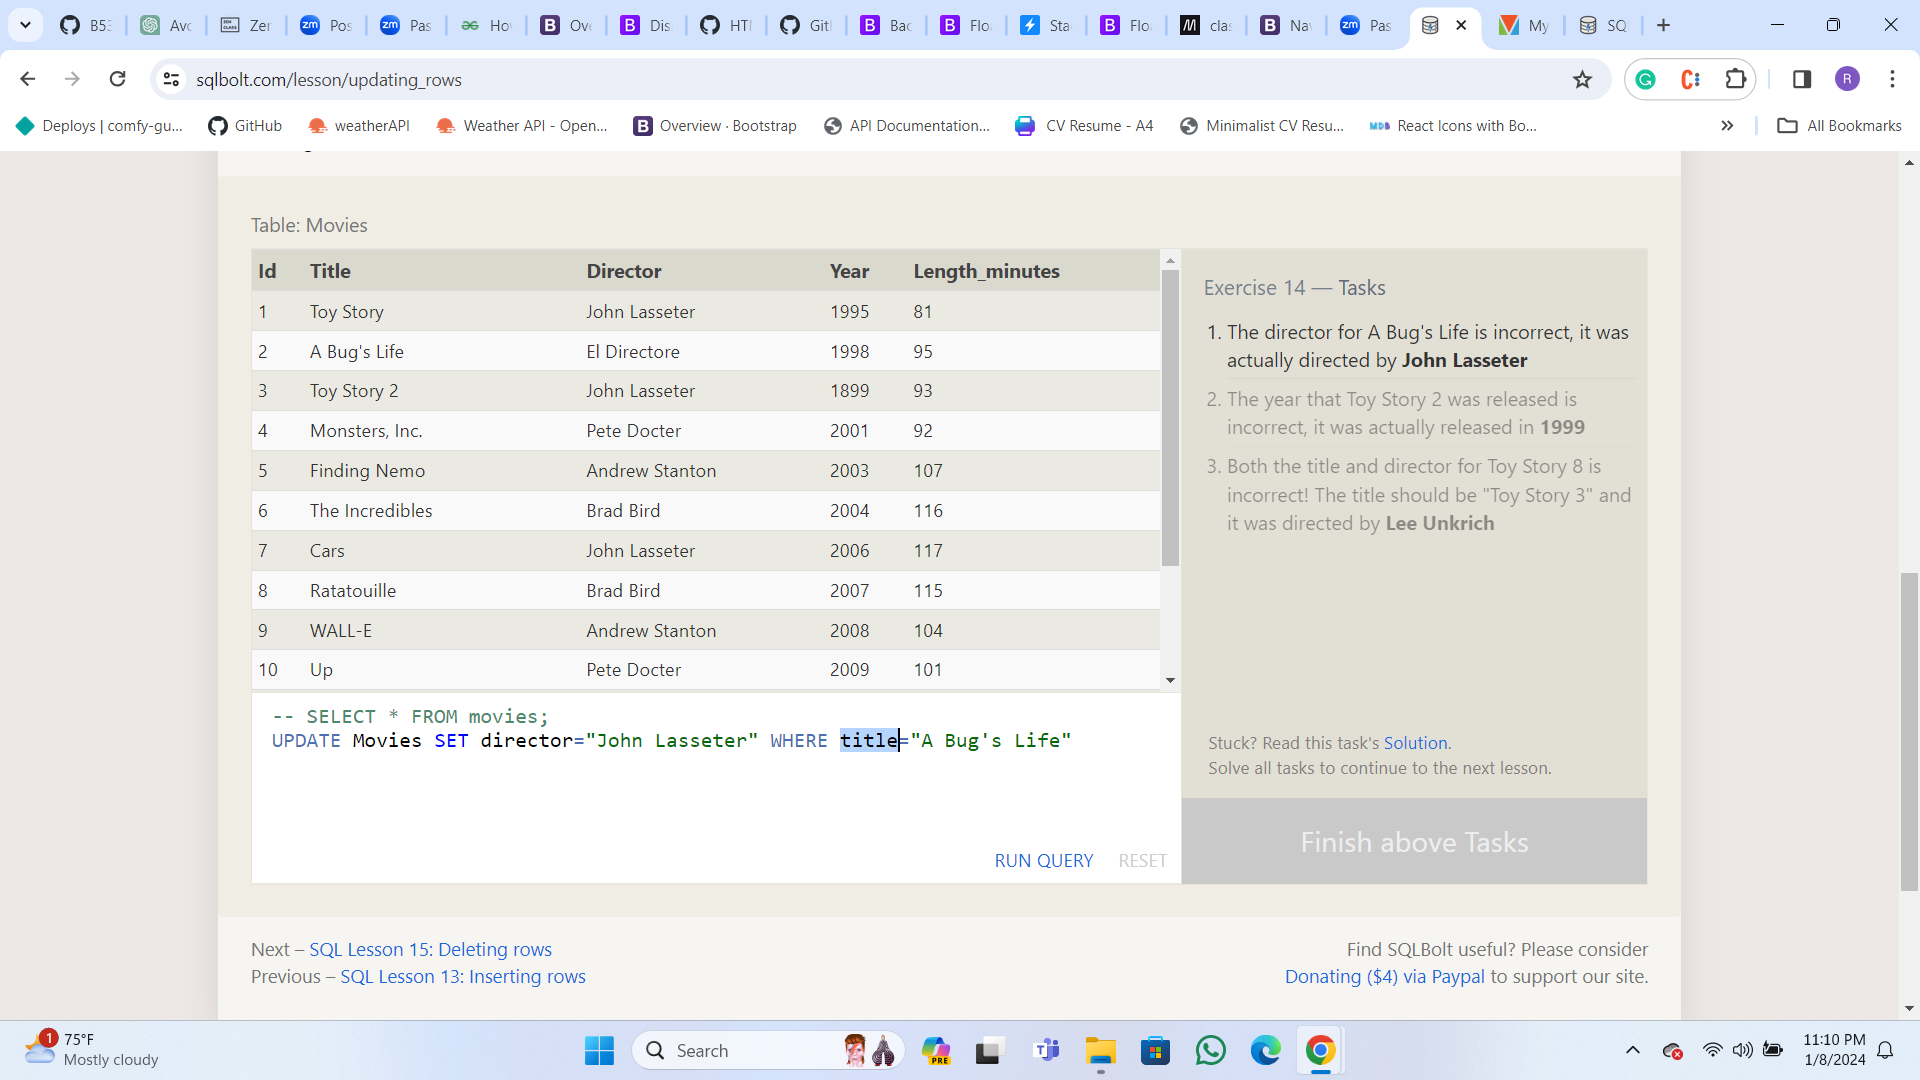 B53
Avc
Zer
Pos
Pas
Hov
Ove
Dis
HTI
Gitl
Bac
Flo
Sta
Flo
clas
Nav
Pas
My
SQ
sqlbolt.com/lesson/updating_rows
R
Deploys | comfy-gu...
GitHub
weatherAPI
Weather API - Open...
Overview · Bootstrap
API Documentation...
CV Resume - A4
Minimalist CV Resu...
React Icons with Bo...
All Bookmarks
Table: Movies
Id Title Director Year Length_minutes
1 Toy Story John Lasseter 1995 81
2 A Bug's Life El Directore 1998 95
3 Toy Story 2 John Lasseter 1899 93
4 Monsters, Inc. Pete Docter 2001 92
5 Finding Nemo Andrew Stanton 2003 107
6 The Incredibles Brad Bird 2004 116
7 Cars John Lasseter 2006 117
8 Ratatouille Brad Bird 2007 115
9 WALL-E Andrew Stanton 2008 104
10 Up Pete Docter 2009 101
-- SELECT * FROM movies;
UPDATE Movies SET director="John Lasseter" WHERE title="A Bug's Life"
RUN QUERY RESET
Exercise 14 — Tasks
1. The director for A Bug's Life is incorrect, it was
actually directed by John Lasseter
2. The year that Toy Story 2 was released is
incorrect, it was actually released in 1999
3. Both the title and director for Toy Story 8 is
incorrect! The title should be "Toy Story 3" and
it was directed by Lee Unkrich
Stuck? Read this task's Solution.
Solve all tasks to continue to the next lesson.
Finish above Tasks
Next – SQL Lesson 15: Deleting rows
Previous – SQL Lesson 13: Inserting rows
Find SQLBolt useful? Please consider
Donating ($4) via Paypal to support our site.
1
75°F
Mostly cloudy
Search
PRE
11:10 PM
1/8/2024